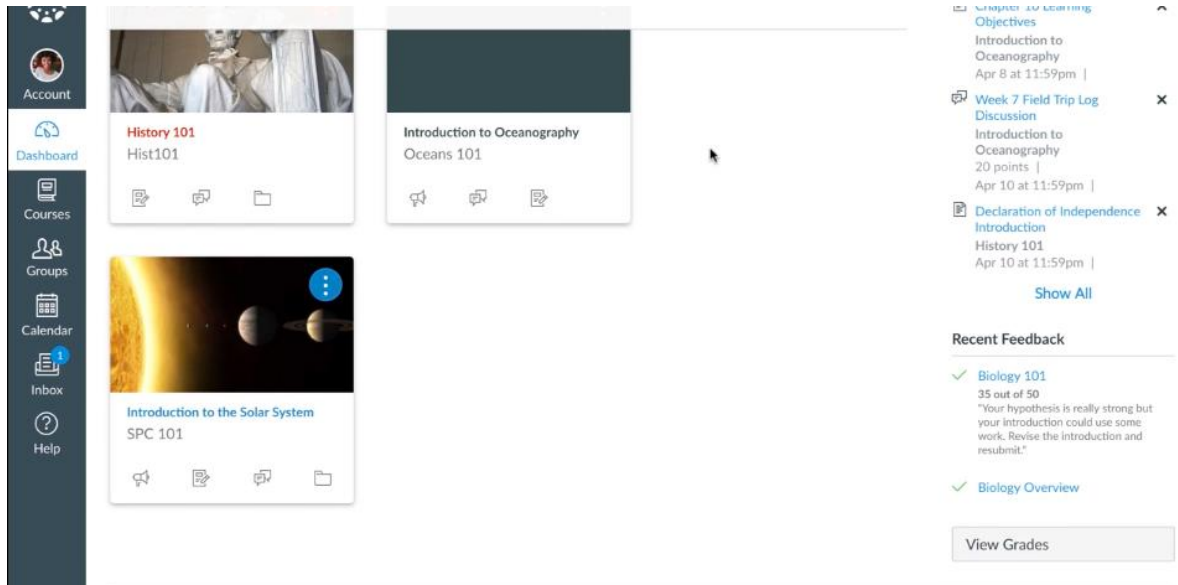 Account
Dashboard
Courses
Groups
Calendar
1
Inbox
Help
History 101
Hist101
Introduction to Oceanography
Oceans 101
Introduction to the Solar System
SPC 101
Chapter 10 Learning
Objectives
Introduction to
Oceanography
Apr 8 at 11:59pm |
Week 7 Field Trip Log
Discussion
Introduction to
Oceanography
20 points |
Apr 10 at 11:59pm |
Declaration of Independence
Introduction
History 101
Apr 10 at 11:59pm |
Show All
Recent Feedback
Biology 101
35 out of 50
"Your hypothesis is really strong but
your introduction could use some
work. Revise the introduction and
resubmit."
Biology Overview
View Grades